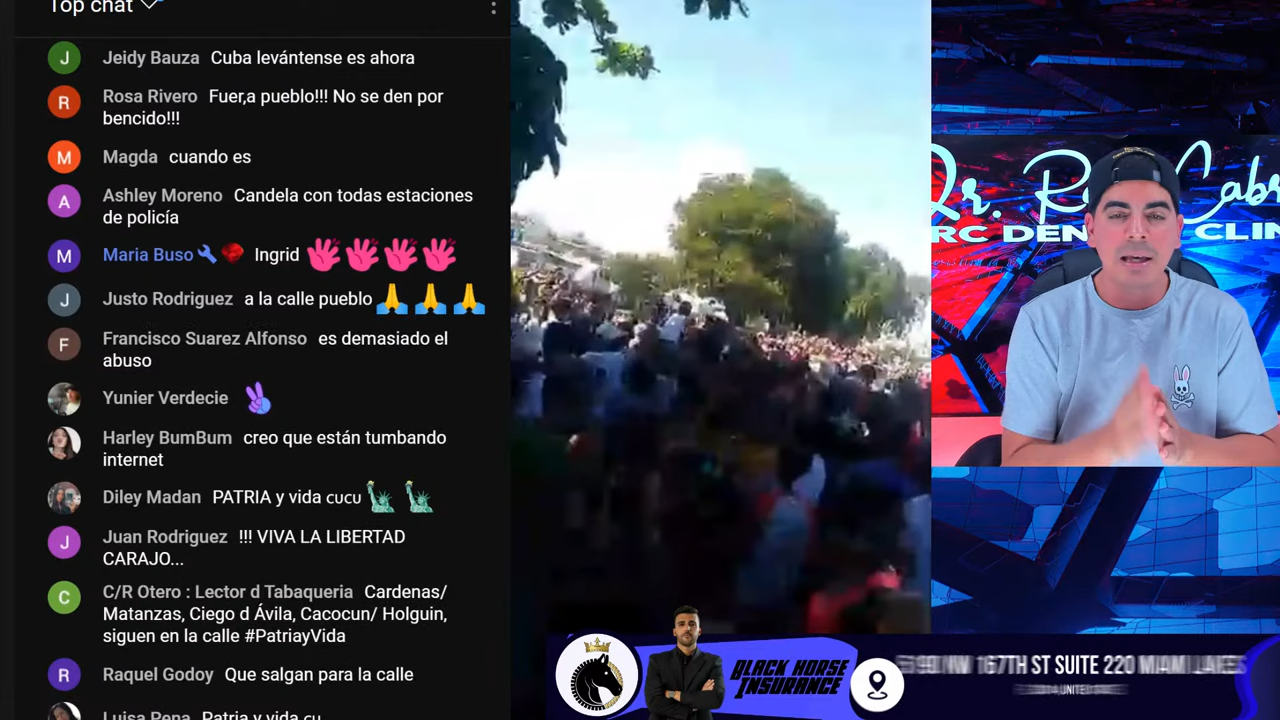 Top chat
Jeidy Bauza Cuba levántense es ahora
Rosa Rivero Fuer,a pueblo!!! No se den por
bencido!!!
Magda cuando es
Ashley Moreno Candela con todas estaciones
de policía
Maria Buso Ingrid
Justo Rodriguez a la calle pueblo
Francisco Suarez Alfonso es demasiado el
abuso
Yunier Verdecie
Harley BumBum creo que están tumbando
internet
Diley Madan PATRIA y vida cucu
Juan Rodriguez !!! VIVA LA LIBERTAD
CARAJO...
C/R Otero : Lector d Tabaqueria Cardenas/
Matanzas, Ciego d Ávila, Cacocun/ Holguin,
siguen en la calle #PatriayVida
Raquel Godoy Que salgan para la calle
Luisa Pena Patria y vida cu
Dr. R Cabr
RC DEN CLIN
BLACK HORSE
INSURANCE
NW 167TH ST SUITE 220 MIAMI LAKES